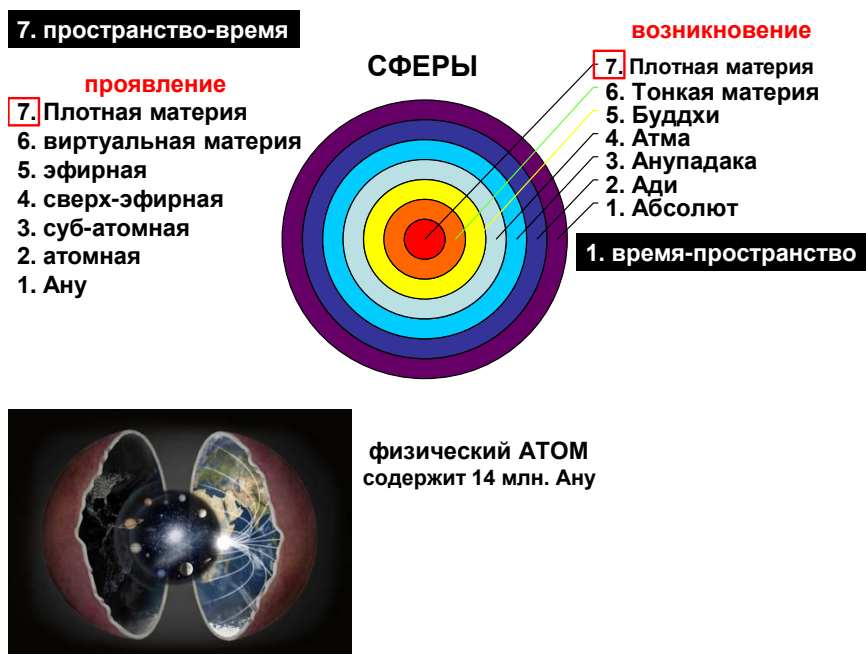 7. пространство-время
проявление
7. Плотная материя
6. виртуальная материя
5. эфирная
4. сверх-эфирная
3. суб-атомная
2. атомная
1. Ану
СФЕРЫ
возникновение
7. Плотная материя
6. Тонкая материя
5. Буддхи
4. Атма
3. Анупадака
2. Ади
1. Абсолют
1. время-пространство
физический АТОМ
содержит 14 млн. Ану